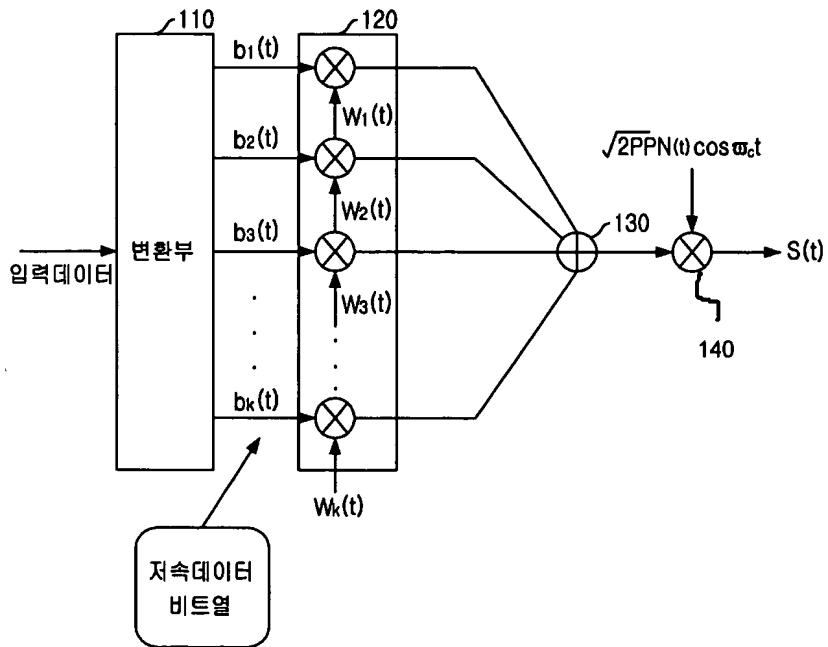 110
120
b₁(t)
W₁(t)
b₂(t)
√2PPN(t) cosϖ꜀t
W₂(t)
b₃(t)
130
변환부
S(t)
입력데이터
W₃(t)
140
bₖ(t)
Wₖ(t)
저속데이터
비트열